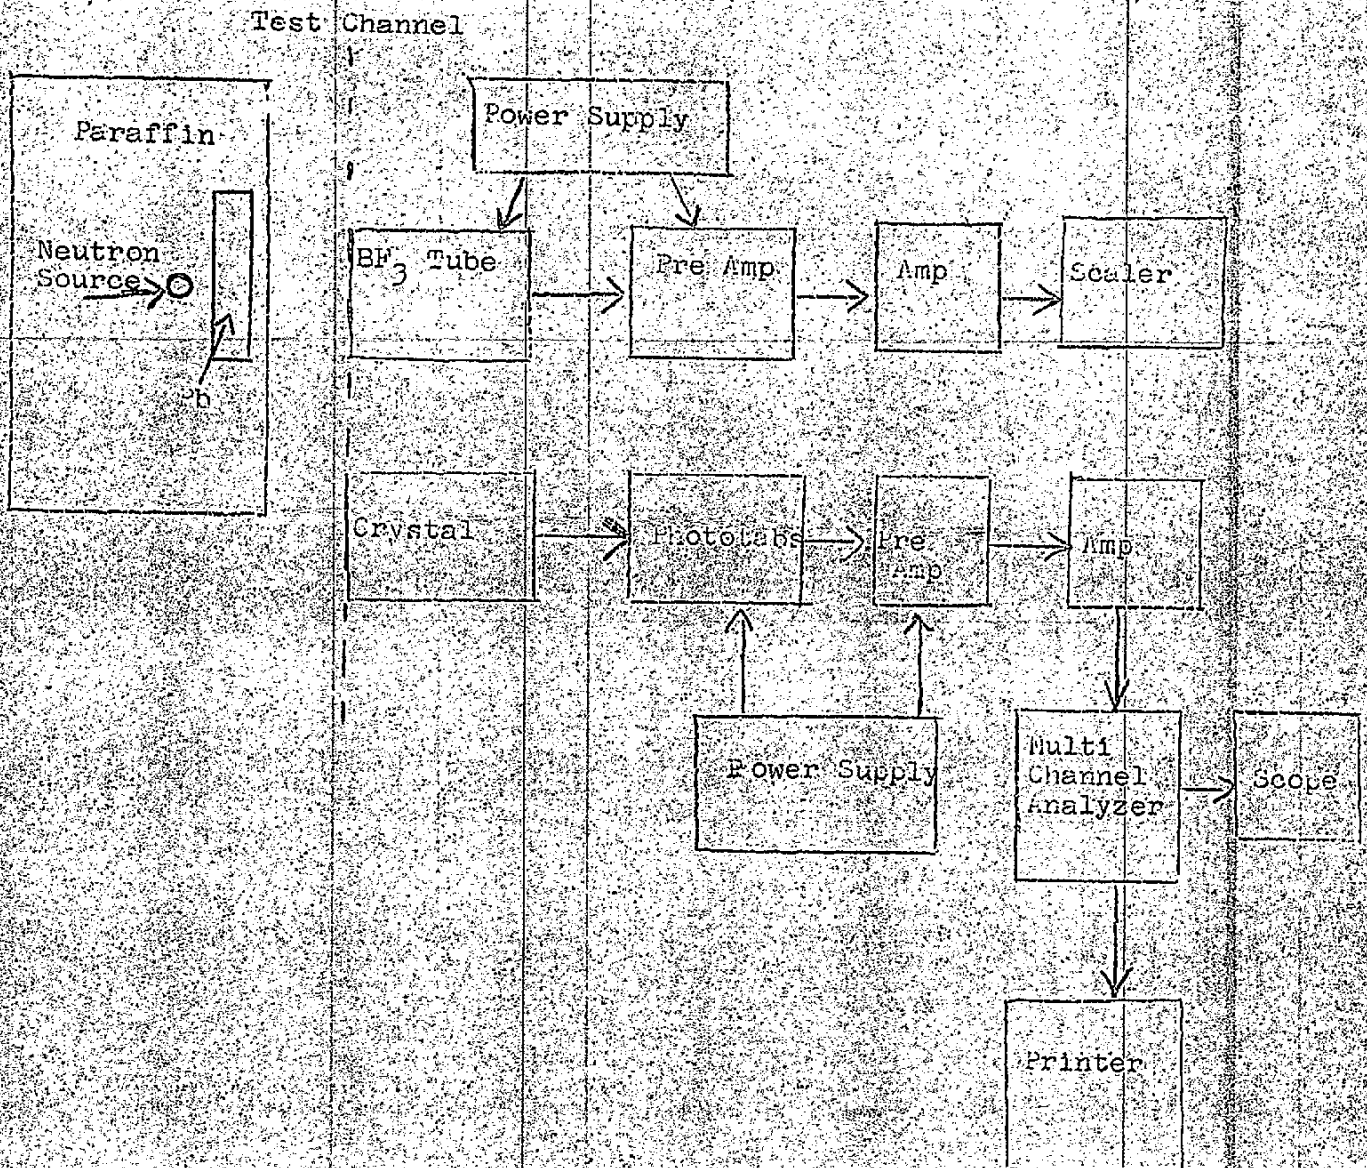 Test Channel
Power Supply
Paraffin
Neutron
Source
BF3 Tube
Pre Amp
Amp
Scaler
Pb
Crystal
Pre
Amp
Amp
Power Supply
Multi
Channel
Analyzer
Scope
Printer